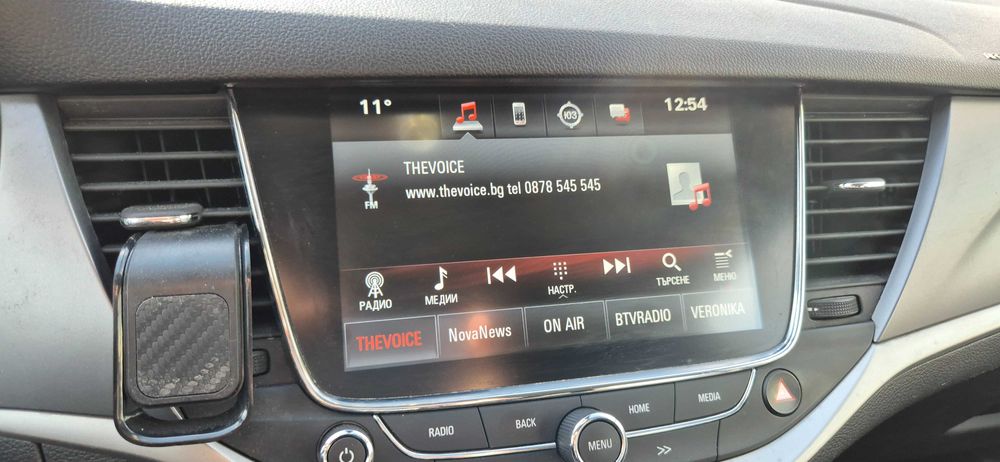 11°
103
12:54
THEVOICE
www.thevoice.bg tel 0878 545 545
FM
РАДИО
МЕДИИ
НАСТР.
ТЪРСЕНЕ
МЕНЮ
THEVOICE
NovaNews
ON AIR
BTVRADIO
VERONIKA
RADIO
BACK
MENU
HOME
MEDIA